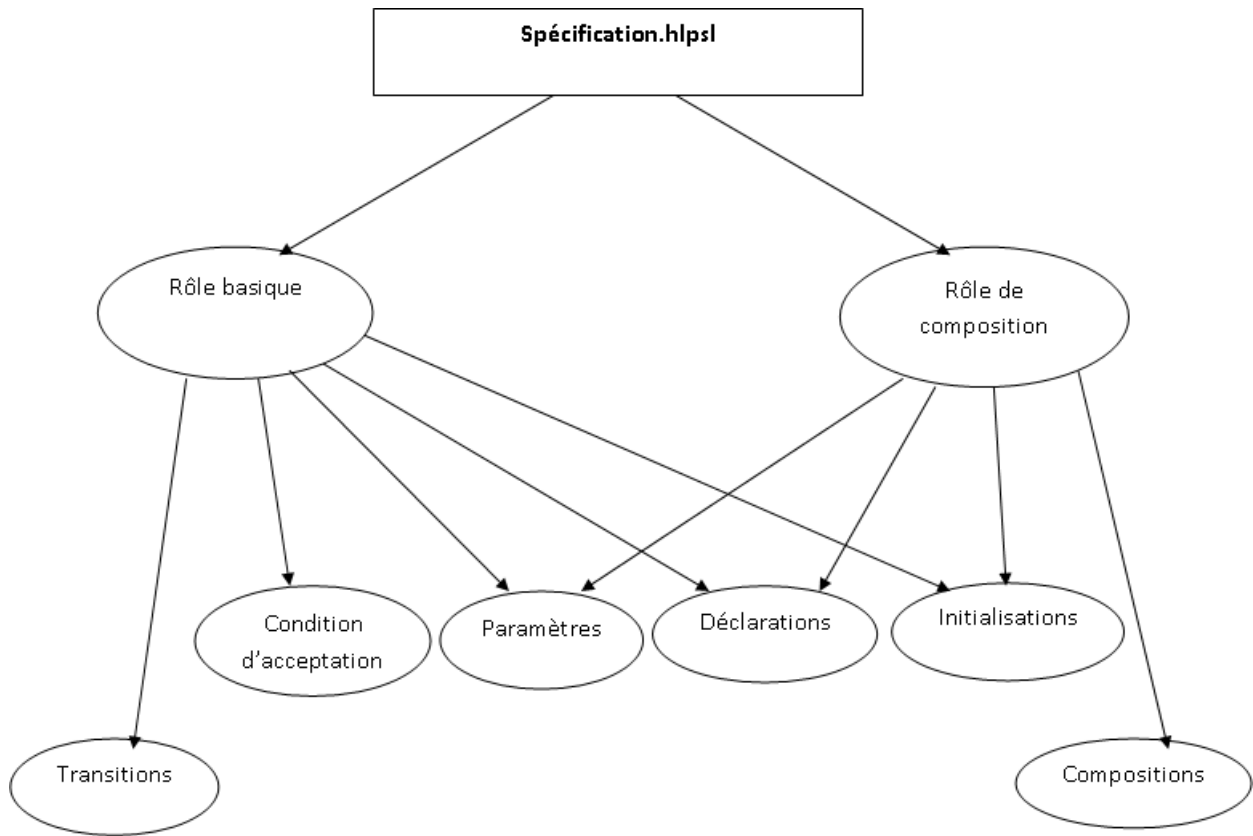 Spécification.hlpsl
Rôle basique
Rôle de
composition
Condition
d’acceptation
Paramètres
Déclarations
Initialisations
Transitions
Compositions